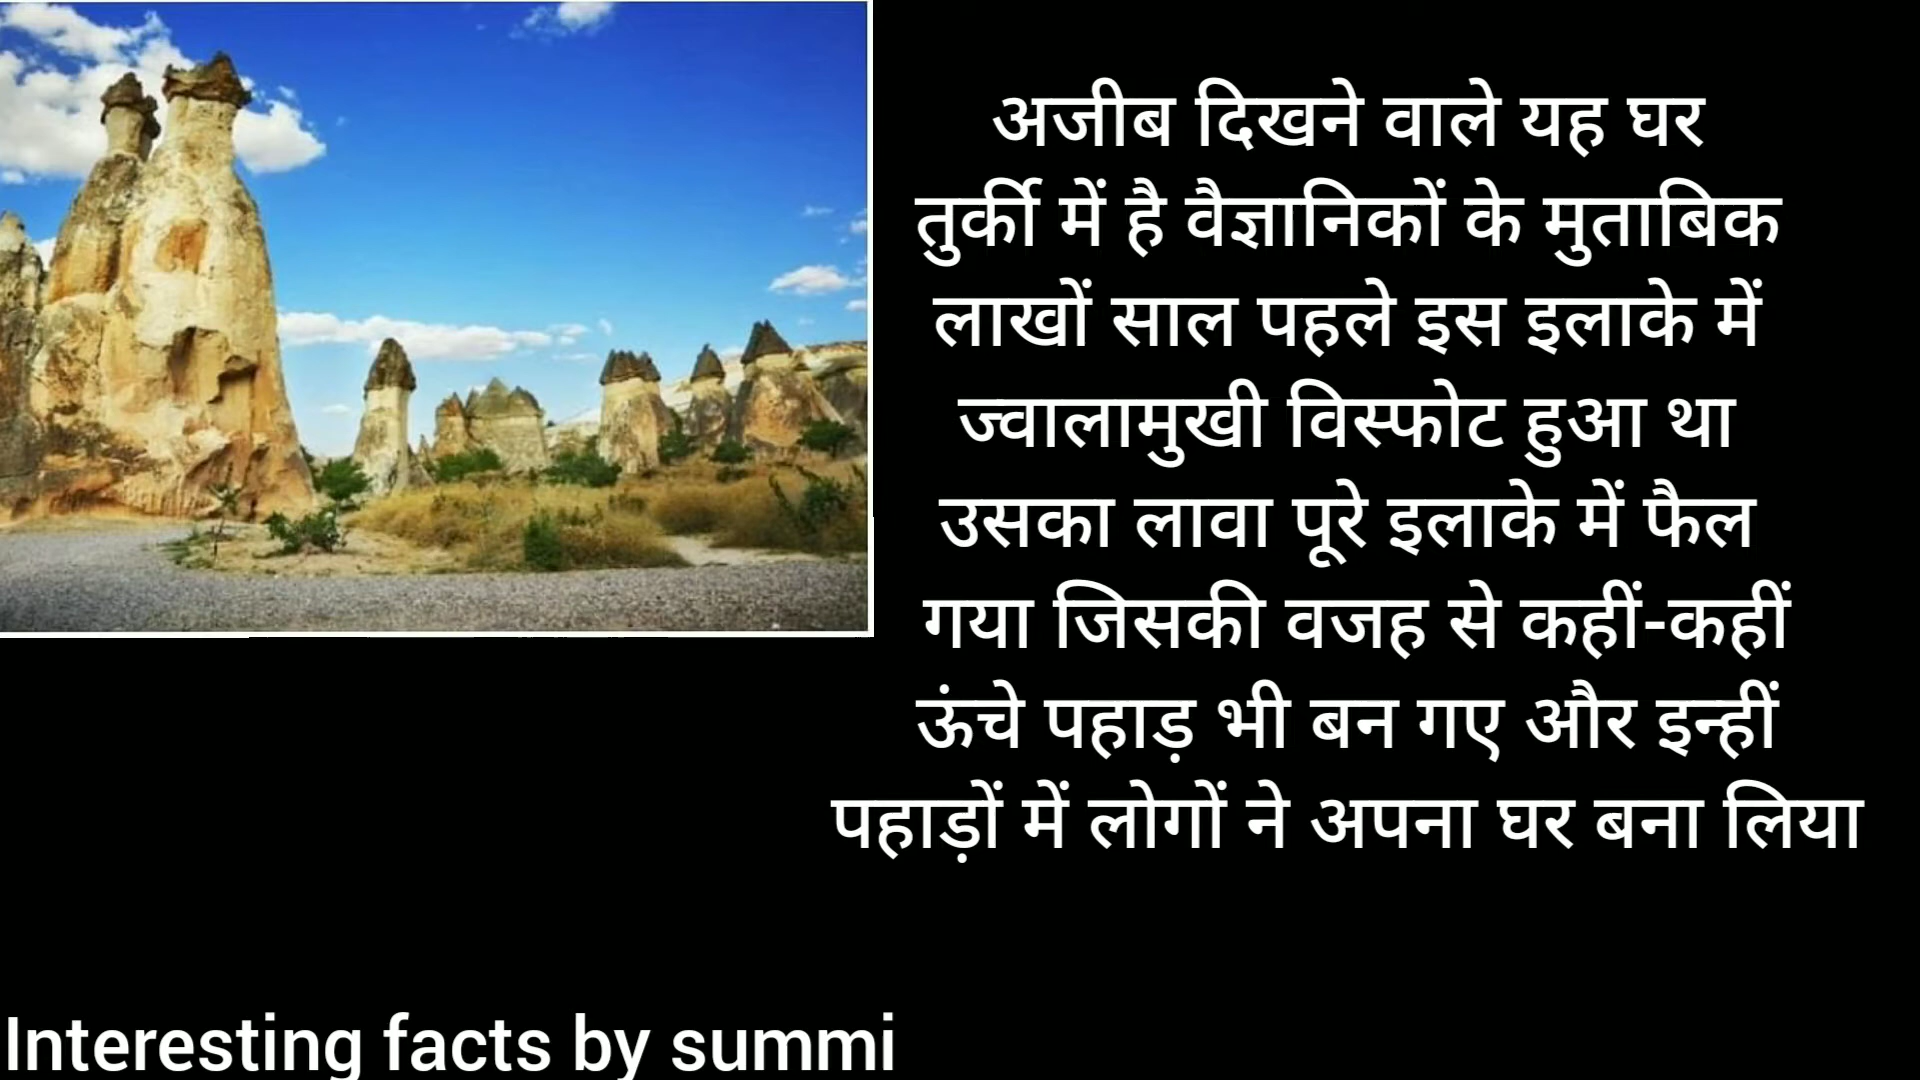 अजीब दिखने वाले यह घर
तुर्की में है वैज्ञानिकों के मुताबिक
लाखों साल पहले इस इलाके में
ज्वालामुखी विस्फोट हुआ था
उसका लावा पूरे इलाके में फैल
गया जिसकी वजह से कहीं-कहीं
ऊंचे पहाड़ भी बन गए और इन्हीं
पहाड़ों में लोगों ने अपना घर बना लिया
Interesting facts by summi